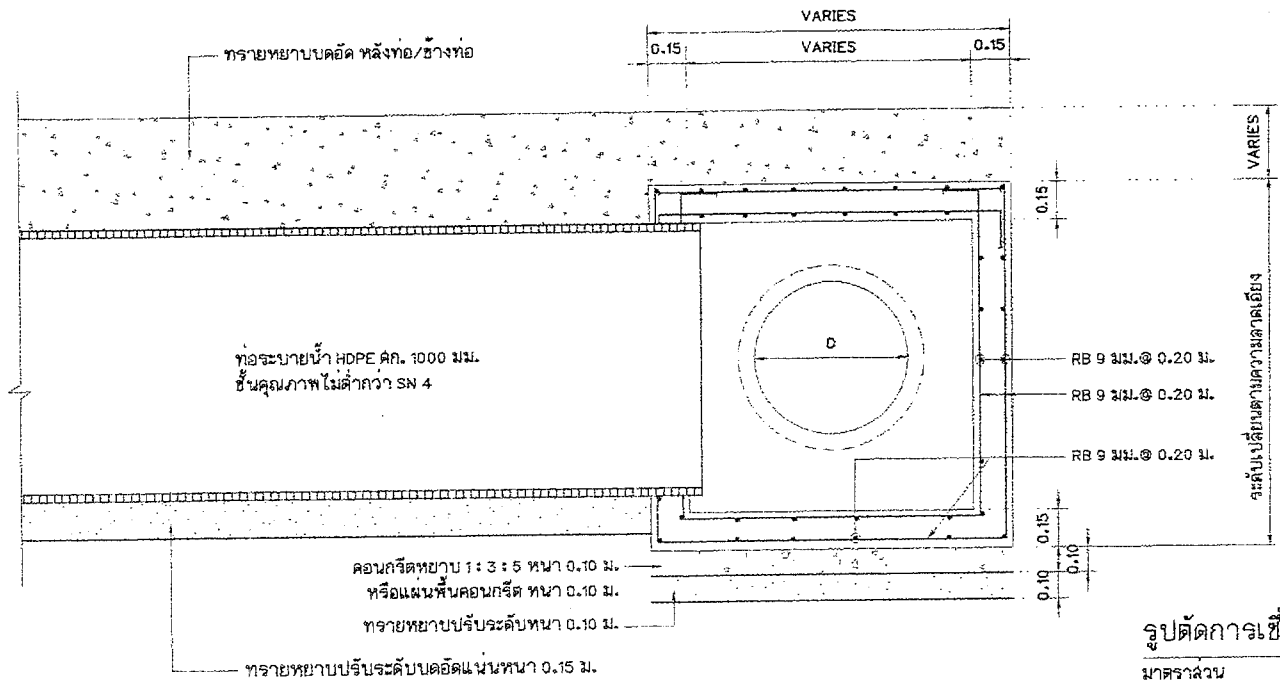 VARIES
0.15 VARIES 0.15
ทรายหยาบบดอัด หลังท่อ/ข้างท่อ
VARIES
0.15
ท่อระบายน้ำ HDPE ศก. 1000 มม.
ชั้นคุณภาพไม่ต่ำกว่า SN 4
D
RB 9 มม.@ 0.20 ม.
RB 9 มม.@ 0.20 ม.
RB 9 มม.@ 0.20 ม.
ระดับเปลี่ยนตามความลาดเอียง
0.15
0.10
0.10
คอนกรีตหยาบ 1 : 3 : 5 หนา 0.10 ม.
หรือแผ่นพื้นคอนกรีต หนา 0.10 ม.
ทรายหยาบปรับระดับหนา 0.10 ม.
ทรายหยาบปรับระดับบดอัดแน่นหนา 0.15 ม.
รูปตัดการเชื่
มาตราส่วน